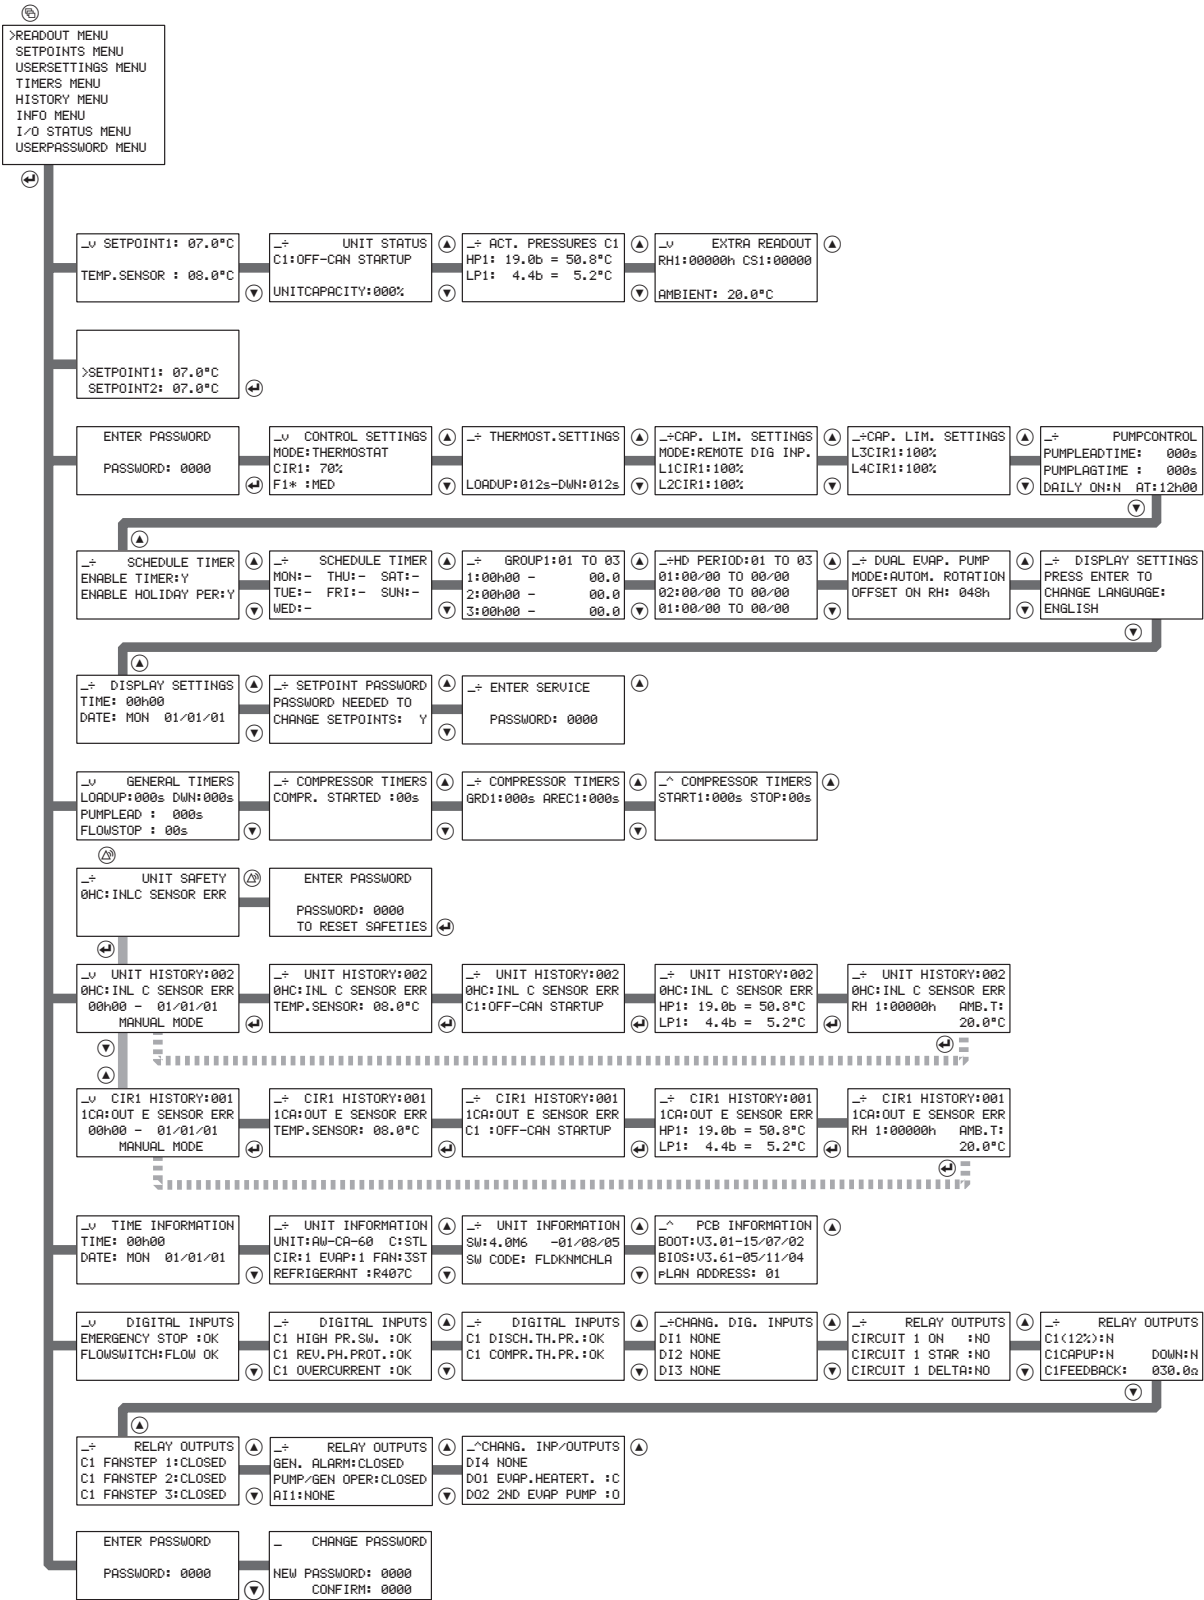 >READOUT MENU
SETPOINTS MENU
USERSETTINGS MENU
TIMERS MENU
HISTORY MENU
INFO MENU
I/O STATUS MENU
USERPASSWORD MENU
_v SETPOINT1: 07.0°C
TEMP.SENSOR : 08.0°C
_÷ UNIT STATUS
C1:OFF-CAN STARTUP
UNITCAPACITY:000%
_÷ ACT. PRESSURES C1
HP1: 19.0b = 50.8°C
LP1: 4.4b = 5.2°C
_v EXTRA READOUT
RH1:00000h CS1:00000
AMBIENT: 20.0°C
>SETPOINT1: 07.0°C
SETPOINT2: 07.0°C
ENTER PASSWORD
PASSWORD: 0000
_v CONTROL SETTINGS
MODE:THERMOSTAT
CIR1: 70%
F1* :MED
_÷ THERMOST.SETTINGS
LOADUP:012s-DWN:012s
_÷CAP. LIM. SETTINGS
MODE:REMOTE DIG INP.
L1CIR1:100%
L2CIR1:100%
_÷CAP. LIM. SETTINGS
L3CIR1:100%
L4CIR1:100%
_÷ PUMPCONTROL
PUMPLEADTIME: 000s
PUMPLAGTIME : 000s
DAILY ON:N AT:12h00
_÷ SCHEDULE TIMER
ENABLE TIMER:Y
ENABLE HOLIDAY PER:Y
_÷ SCHEDULE TIMER
MON:- THU:- SAT:-
TUE:- FRI:- SUN:-
WED:-
_÷ GROUP1:01 TO 03
1:00h00 - 00.0
2:00h00 - 00.0
3:00h00 - 00.0
_÷HD PERIOD:01 TO 03
01:00/00 TO 00/00
02:00/00 TO 00/00
01:00/00 TO 00/00
_÷ DUAL EVAP. PUMP
MODE:AUTOM. ROTATION
OFFSET ON RH: 048h
_÷ DISPLAY SETTINGS
PRESS ENTER TO
CHANGE LANGUAGE:
ENGLISH
_÷ DISPLAY SETTINGS
TIME: 00h00
DATE: MON 01/01/01
_÷ SETPOINT PASSWORD
PASSWORD NEEDED TO
CHANGE SETPOINTS: Y
_÷ ENTER SERVICE
PASSWORD: 0000
_v GENERAL TIMERS
LOADUP:000s DWN:000s
PUMPLEAD : 000s
FLOWSTOP : 00s
_÷ COMPRESSOR TIMERS
COMPR. STARTED :00s
_÷ COMPRESSOR TIMERS
GRD1:000s AREC1:000s
_^ COMPRESSOR TIMERS
START1:000s STOP:00s
_÷ UNIT SAFETY
0HC:INLC SENSOR ERR
ENTER PASSWORD
PASSWORD: 0000
TO RESET SAFETIES
_v UNIT HISTORY:002
0HC:INL C SENSOR ERR
00h00 - 01/01/01
MANUAL MODE
_÷ UNIT HISTORY:002
0HC:INL C SENSOR ERR
TEMP.SENSOR: 08.0°C
_÷ UNIT HISTORY:002
0HC:INL C SENSOR ERR
C1:OFF-CAN STARTUP
_÷ UNIT HISTORY:002
0HC:INL C SENSOR ERR
HP1: 19.0b = 50.8°C
LP1: 4.4b = 5.2°C
_÷ UNIT HISTORY:002
0HC:INL C SENSOR ERR
RH 1:00000h AMB.T:
20.0°C
_v CIR1 HISTORY:001
1CA:OUT E SENSOR ERR
00h00 - 01/01/01
MANUAL MODE
_÷ CIR1 HISTORY:001
1CA:OUT E SENSOR ERR
TEMP.SENSOR: 08.0°C
_÷ CIR1 HISTORY:001
1CA:OUT E SENSOR ERR
C1 :OFF-CAN STARTUP
_÷ CIR1 HISTORY:001
1CA:OUT E SENSOR ERR
HP1: 19.0b = 50.8°C
LP1: 4.4b = 5.2°C
_÷ CIR1 HISTORY:001
1CA:OUT E SENSOR ERR
RH 1:00000h AMB.T:
20.0°C
_v TIME INFORMATION
TIME: 00h00
DATE: MON 01/01/01
_÷ UNIT INFORMATION
UNIT:AW-CA-60 C:STL
CIR:1 EVAP:1 FAN:3ST
REFRIGERANT :R407C
_÷ UNIT INFORMATION
SW:4.0M6 -01/08/05
SW CODE: FLDKNMCHLA
_^ PCB INFORMATION
BOOT:V3.01-15/07/02
BIOS:V3.61-05/11/04
pLAN ADDRESS: 01
_v DIGITAL INPUTS
EMERGENCY STOP :OK
FLOWSWITCH:FLOW OK
_÷ DIGITAL INPUTS
C1 HIGH PR.SW. :OK
C1 REV.PH.PROT.:OK
C1 OVERCURRENT :OK
_÷ DIGITAL INPUTS
C1 DISCH.TH.PR.:OK
C1 COMPR.TH.PR.:OK
_÷CHANG. DIG. INPUTS
DI1 NONE
DI2 NONE
DI3 NONE
_÷ RELAY OUTPUTS
CIRCUIT 1 ON :NO
CIRCUIT 1 STAR :NO
CIRCUIT 1 DELTA:NO
_÷ RELAY OUTPUTS
C1(12%):N
C1CAPUP:N DOWN:N
C1FEEDBACK: 030.0Ω
_÷ RELAY OUTPUTS
C1 FANSTEP 1:CLOSED
C1 FANSTEP 2:CLOSED
C1 FANSTEP 3:CLOSED
_÷ RELAY OUTPUTS
GEN. ALARM:CLOSED
PUMP/GEN OPER:CLOSED
AI1:NONE
_^CHANG. INP/OUTPUTS
DI4 NONE
DO1 EVAP.HEATERT. :C
DO2 2ND EVAP PUMP :O
ENTER PASSWORD
PASSWORD: 0000
_ CHANGE PASSWORD
NEW PASSWORD: 0000
CONFIRM: 0000